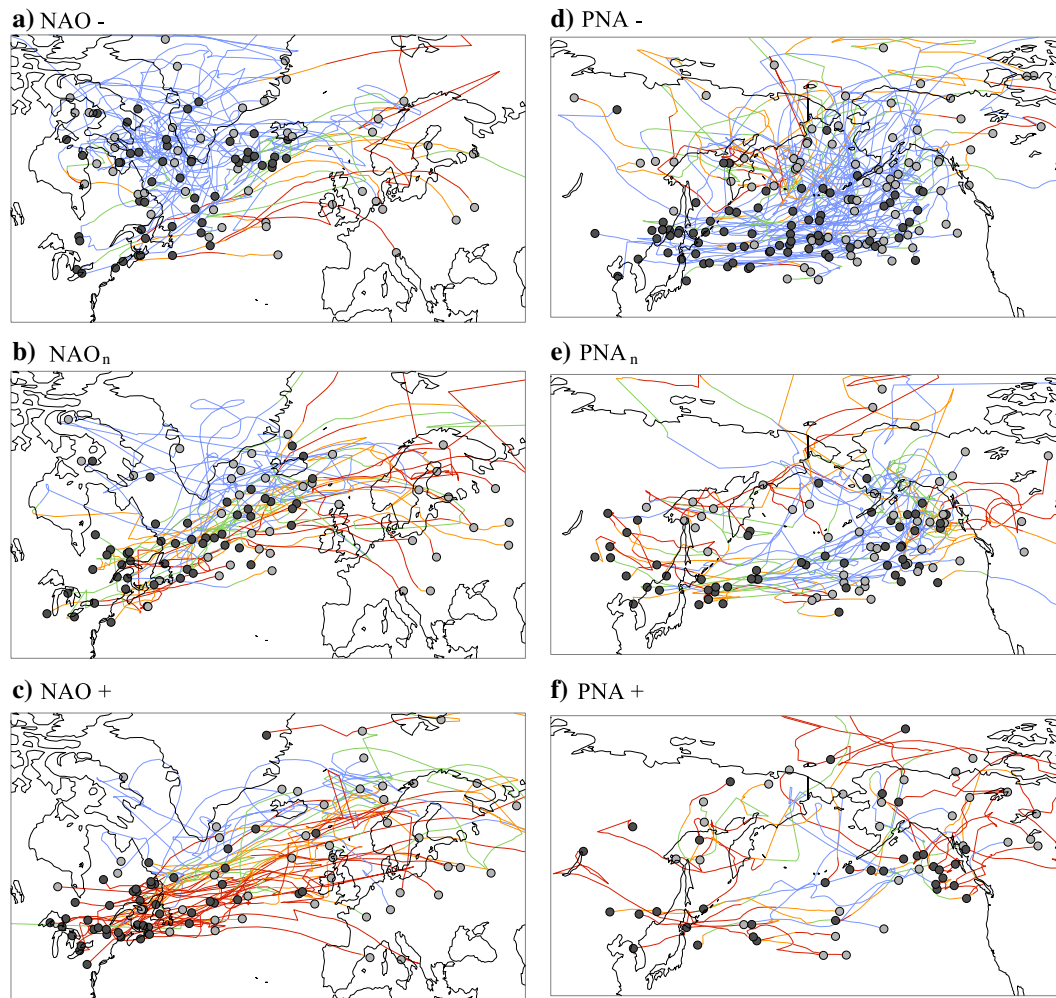 a) NAO -
d) PNA -
b) NAOn
e) PNAn
c) NAO +
f) PNA +